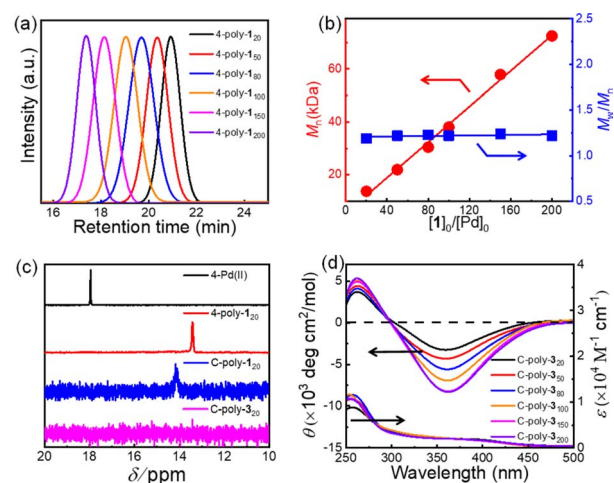 (a)
4-poly-1₂₀
4-poly-1₅₀
4-poly-1₈₀
4-poly-1₁₀₀
4-poly-1₁₅₀
4-poly-1₂₀₀
Intensity (a.u.)
16 18 20 22 24
Retention time (min)
(b)
80
60
40
20
Mn(kDa)
2.5
2.0
1.5
1.0
0.5
Mw/Mn
0 40 80 120 160 200
[1]₀/[Pd]₀
(c)
4-Pd(II)
4-poly-1₂₀
C-poly-1₂₀
C-poly-3₂₀
20 18 16 14 12 10
δ/ppm
(d)
10
5
0
-5
-10
-15
θ (×10³ deg cm²/mol)
4
3
2
1
0
ε (×10⁴ M⁻¹ cm⁻¹)
C-poly-3₂₀
C-poly-3₅₀
C-poly-3₈₀
C-poly-3₁₀₀
C-poly-3₁₅₀
C-poly-3₂₀₀
250 300 350 400 450 500
Wavelength (nm)